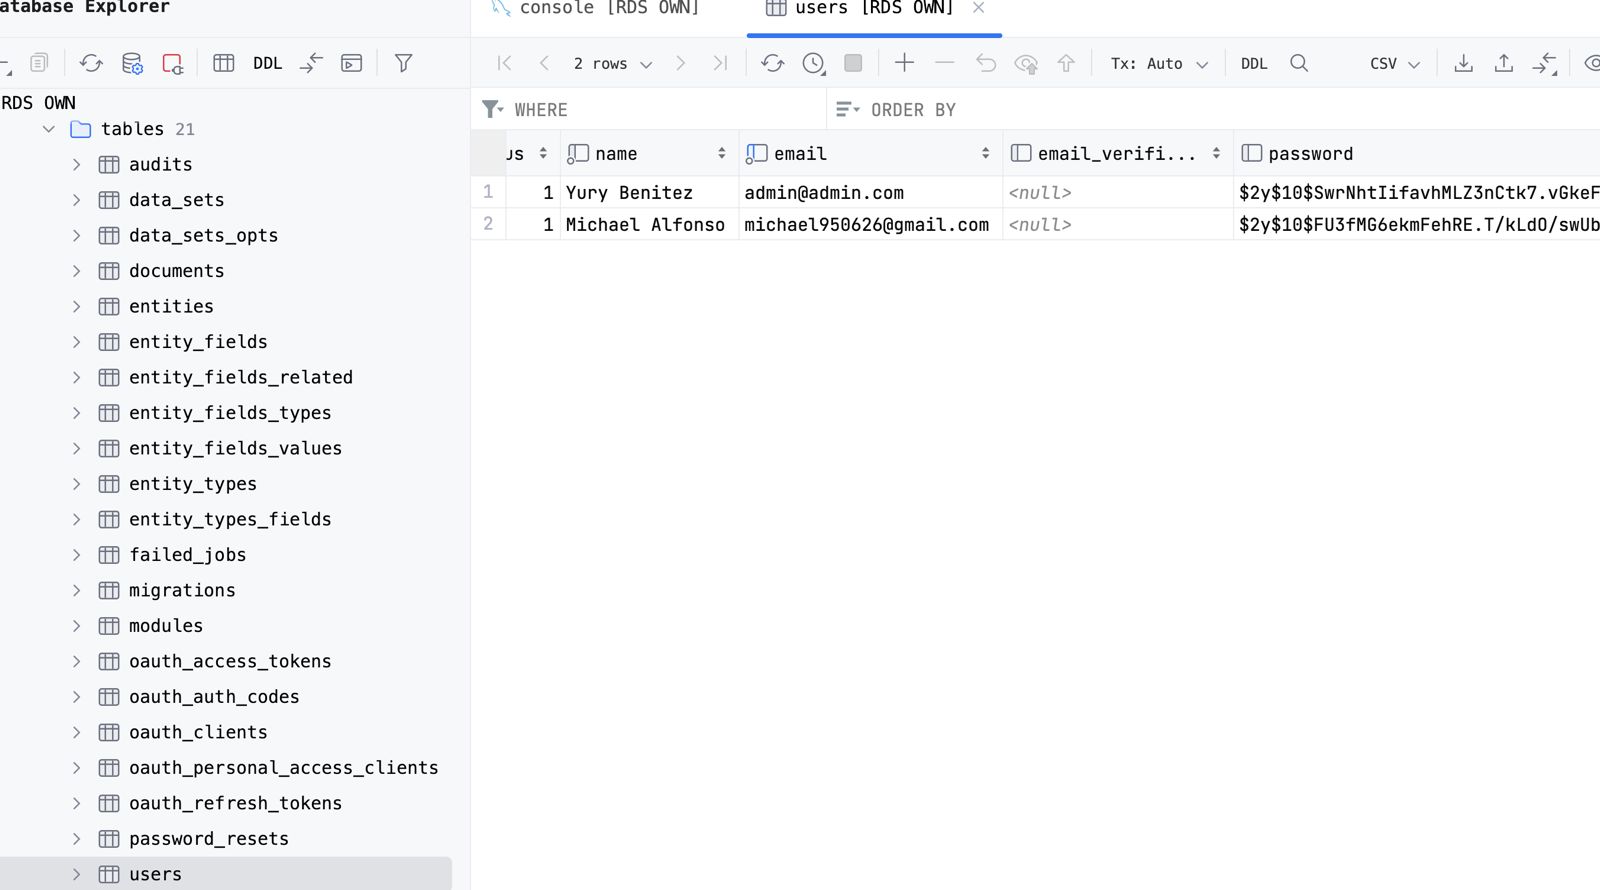 atabase Explorer
console [RDS OWN]
users [RDS OWN]
DDL
2 rows
Tx: Auto
DDL
CSV
RDS OWN
WHERE
ORDER BY
tables 21
audits
data_sets
data_sets_opts
documents
entities
entity_fields
entity_fields_related
entity_fields_types
entity_fields_values
entity_types
entity_types_fields
failed_jobs
migrations
modules
oauth_access_tokens
oauth_auth_codes
oauth_clients
oauth_personal_access_clients
oauth_refresh_tokens
password_resets
users
us name email email_verifi... password
1 1 Yury Benitez admin@admin.com <null> $2y$10$SwrNhtIifavhMLZ3nCtk7.vGkeF
2 1 Michael Alfonso michael950626@gmail.com <null> $2y$10$FU3fMG6ekmFehRE.T/kLdO/swUb